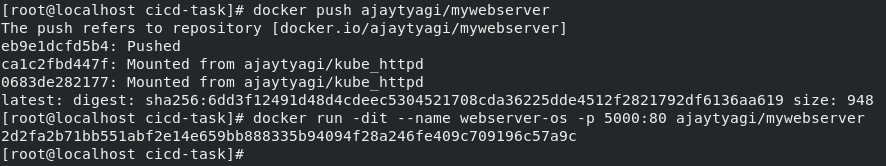 [root@localhost cicd-task]# docker push ajaytyagi/mywebserver
The push refers to repository [docker.io/ajaytyagi/mywebserver]
eb9e1dcfd5b4: Pushed
ca1c2fbd447f: Mounted from ajaytyagi/kube_httpd
0683de282177: Mounted from ajaytyagi/kube_httpd
latest: digest: sha256:6dd3f12491d48d4cdeec5304521708cda36225dde4512f2821792df6136aa619 size: 948
[root@localhost cicd-task]# docker run -dit --name webserver-os -p 5000:80 ajaytyagi/mywebserver
2d2fa2b71bb551abf2e14e659bb888335b94094f28a246fe409c709196c57a9c
[root@localhost cicd-task]#